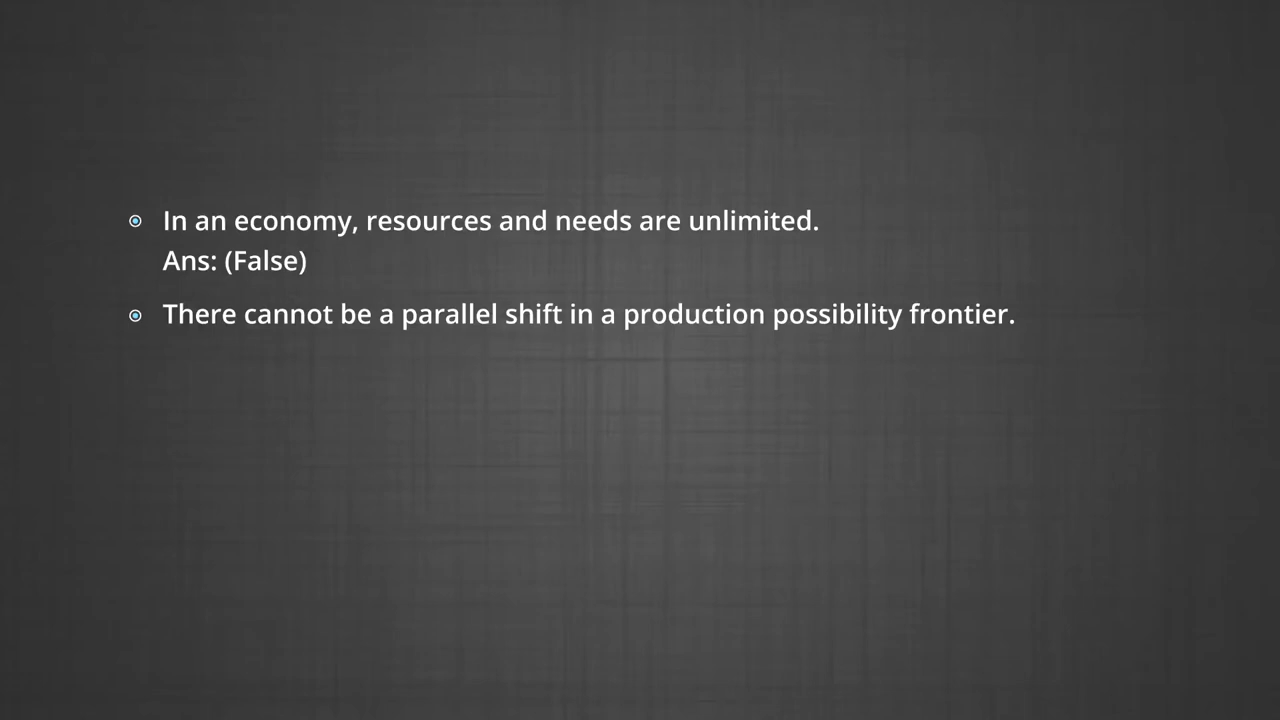 In an economy, resources and needs are unlimited.
Ans: (False)
There cannot be a parallel shift in a production possibility frontier.